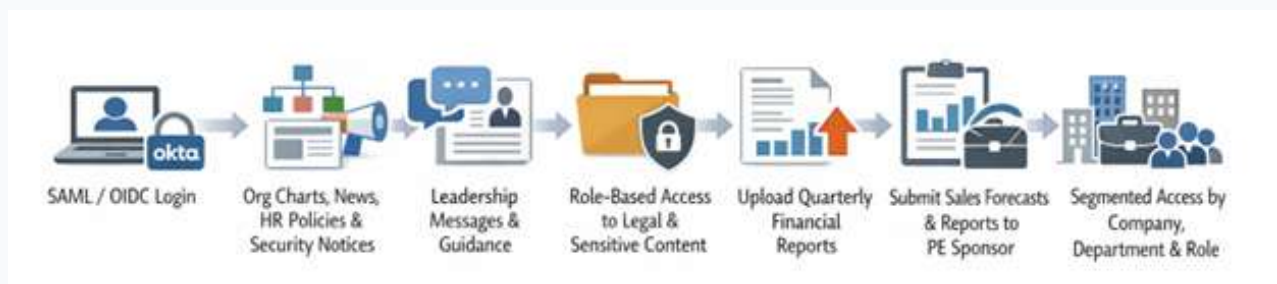 okta
SAML / OIDC Login
Org Charts, News,
HR Policies &
Security Notices
Leadership
Messages &
Guidance
Role-Based Access
to Legal &
Sensitive Content
Upload Quarterly
Financial
Reports
Submit Sales Forecasts
& Reports to
PE Sponsor
Segmented Access by
Company,
Department & Role